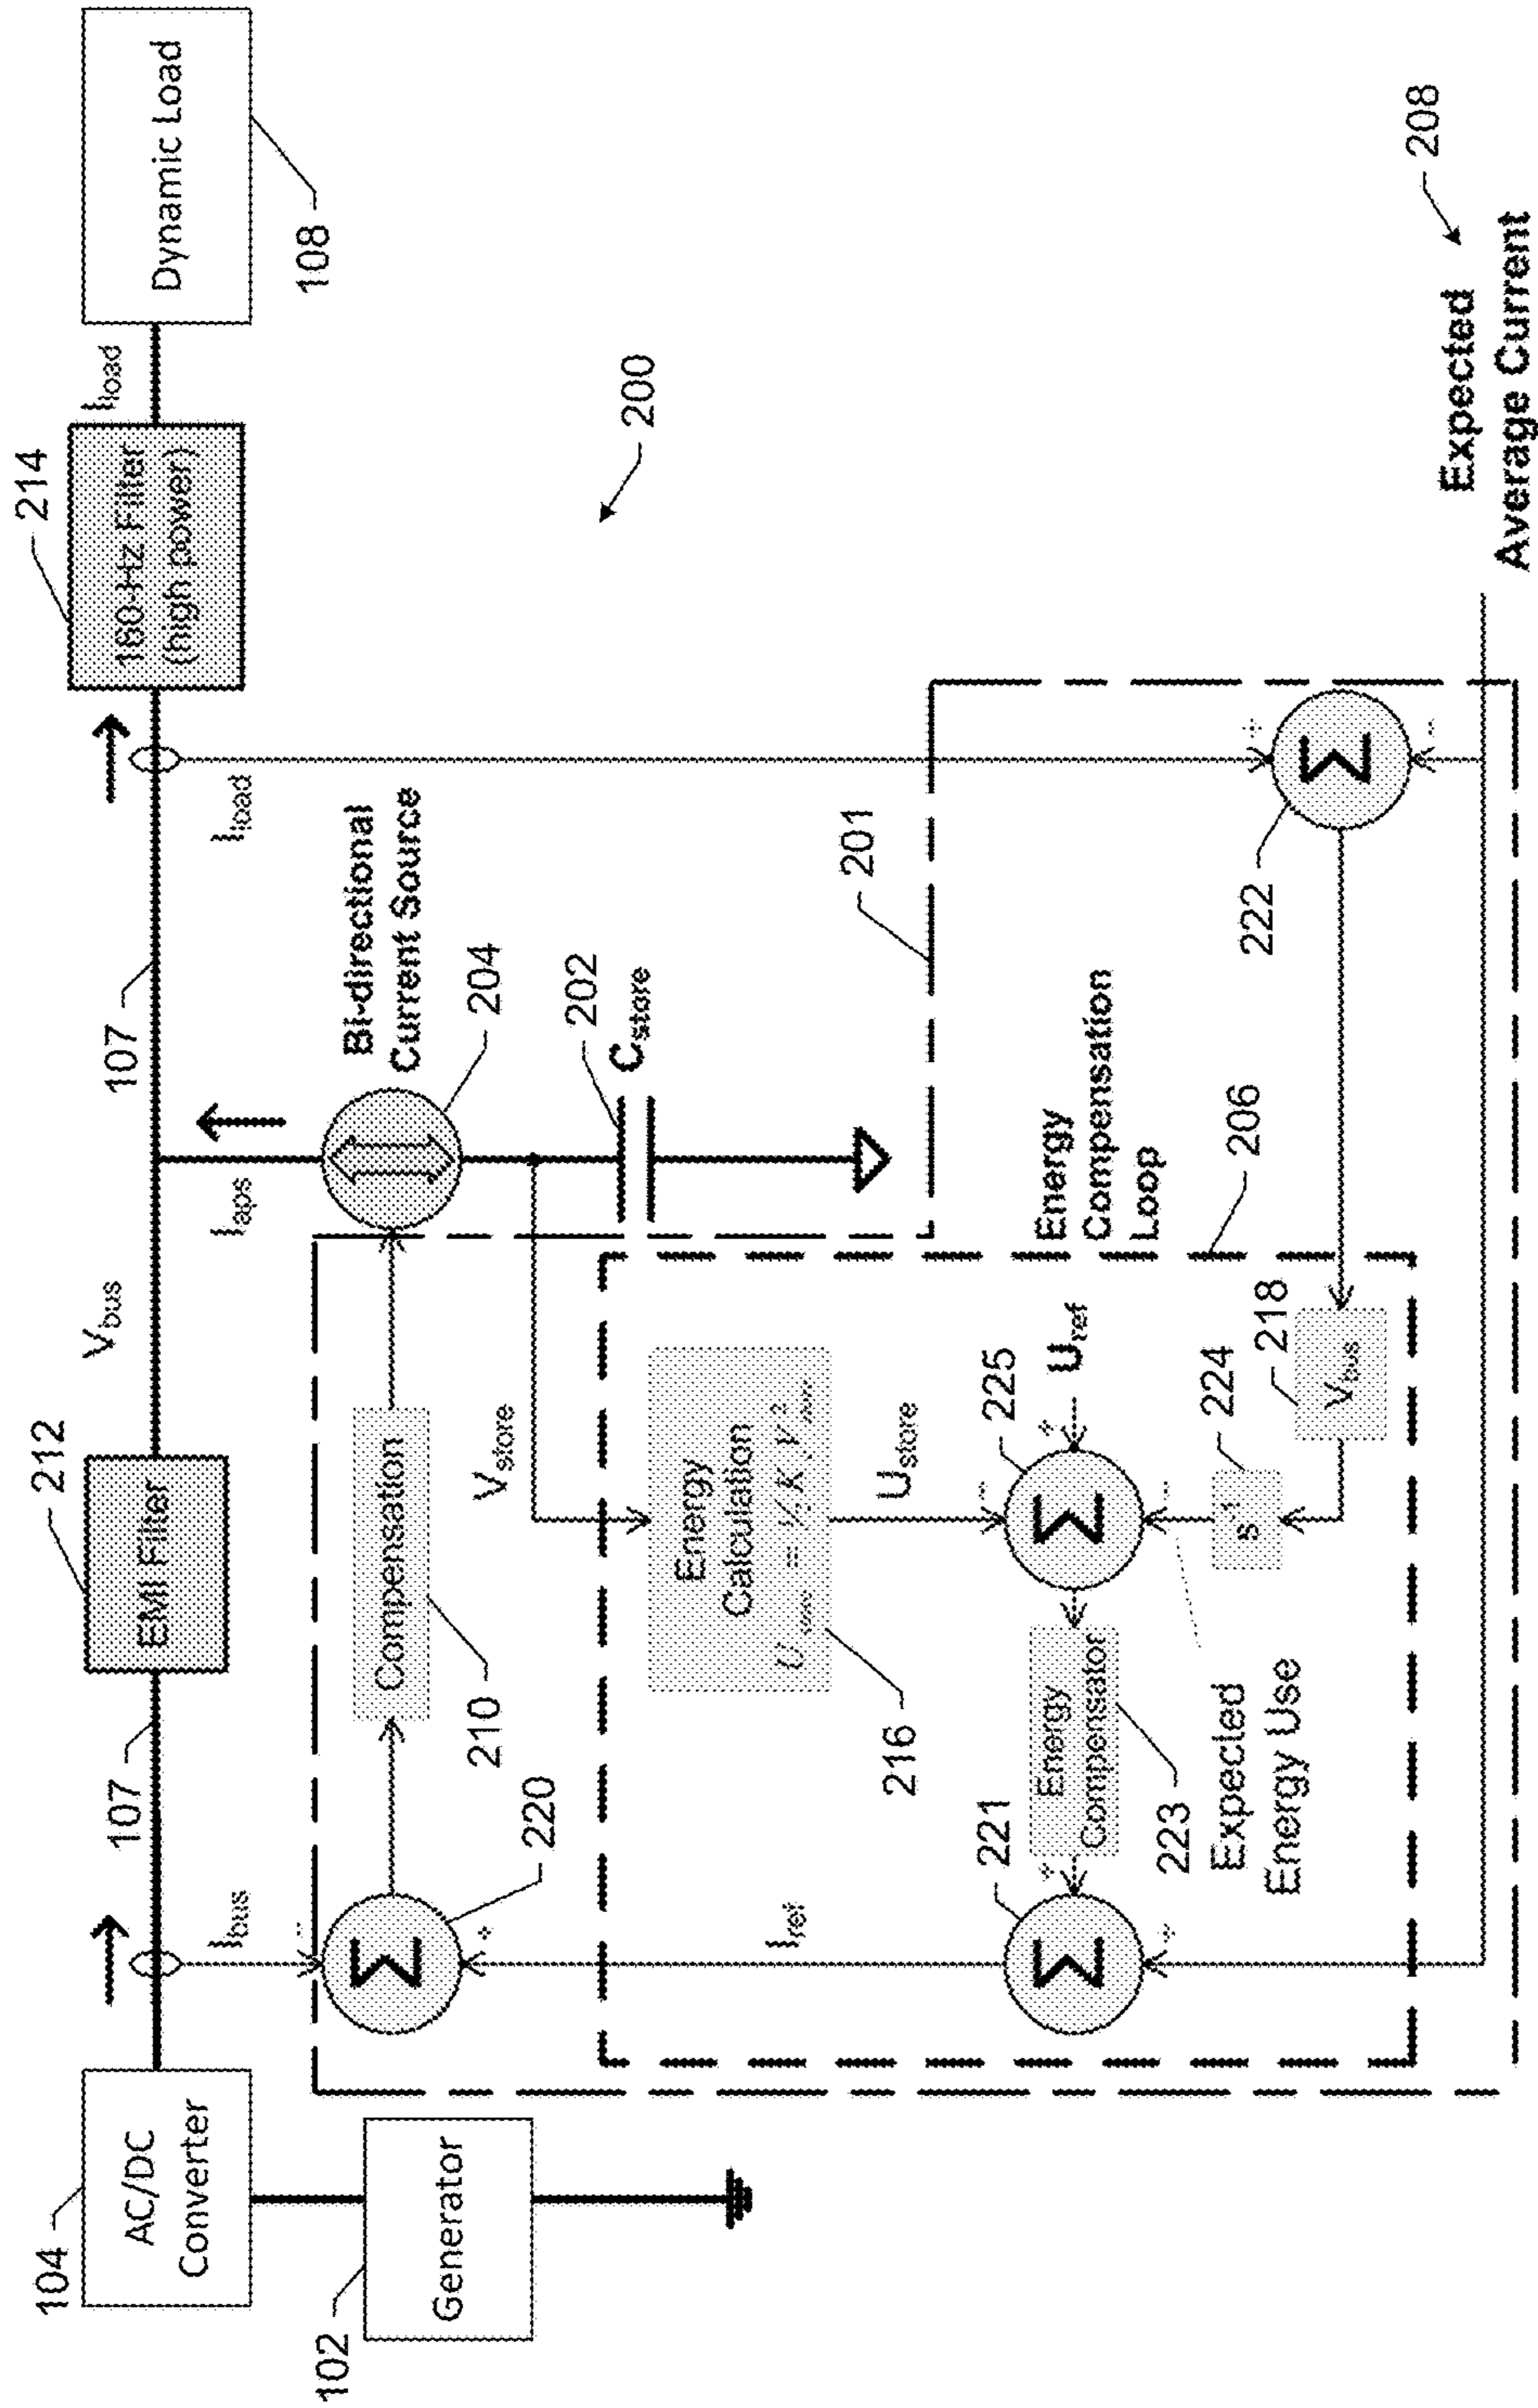 104
AC/DC
Converter
102
Generator
107
I_bus
220
212
EMI Filter
V_bus
107
I_aps
Compensation
210
V_store
Bi-directional
Current Source
204
202
C_store
I_load
214
(high power)
I_load
Dynamic Load
108
200
201
Energy
Calculation
216
U_store
I_ref
221
Energy
Compensator
223
225
U_ref
Expected
Energy Use
s^-1
224
V_bus
218
Energy
Compensation
Loop
206
222
Expected
Average Current
208
Σ
Σ
Σ
Σ